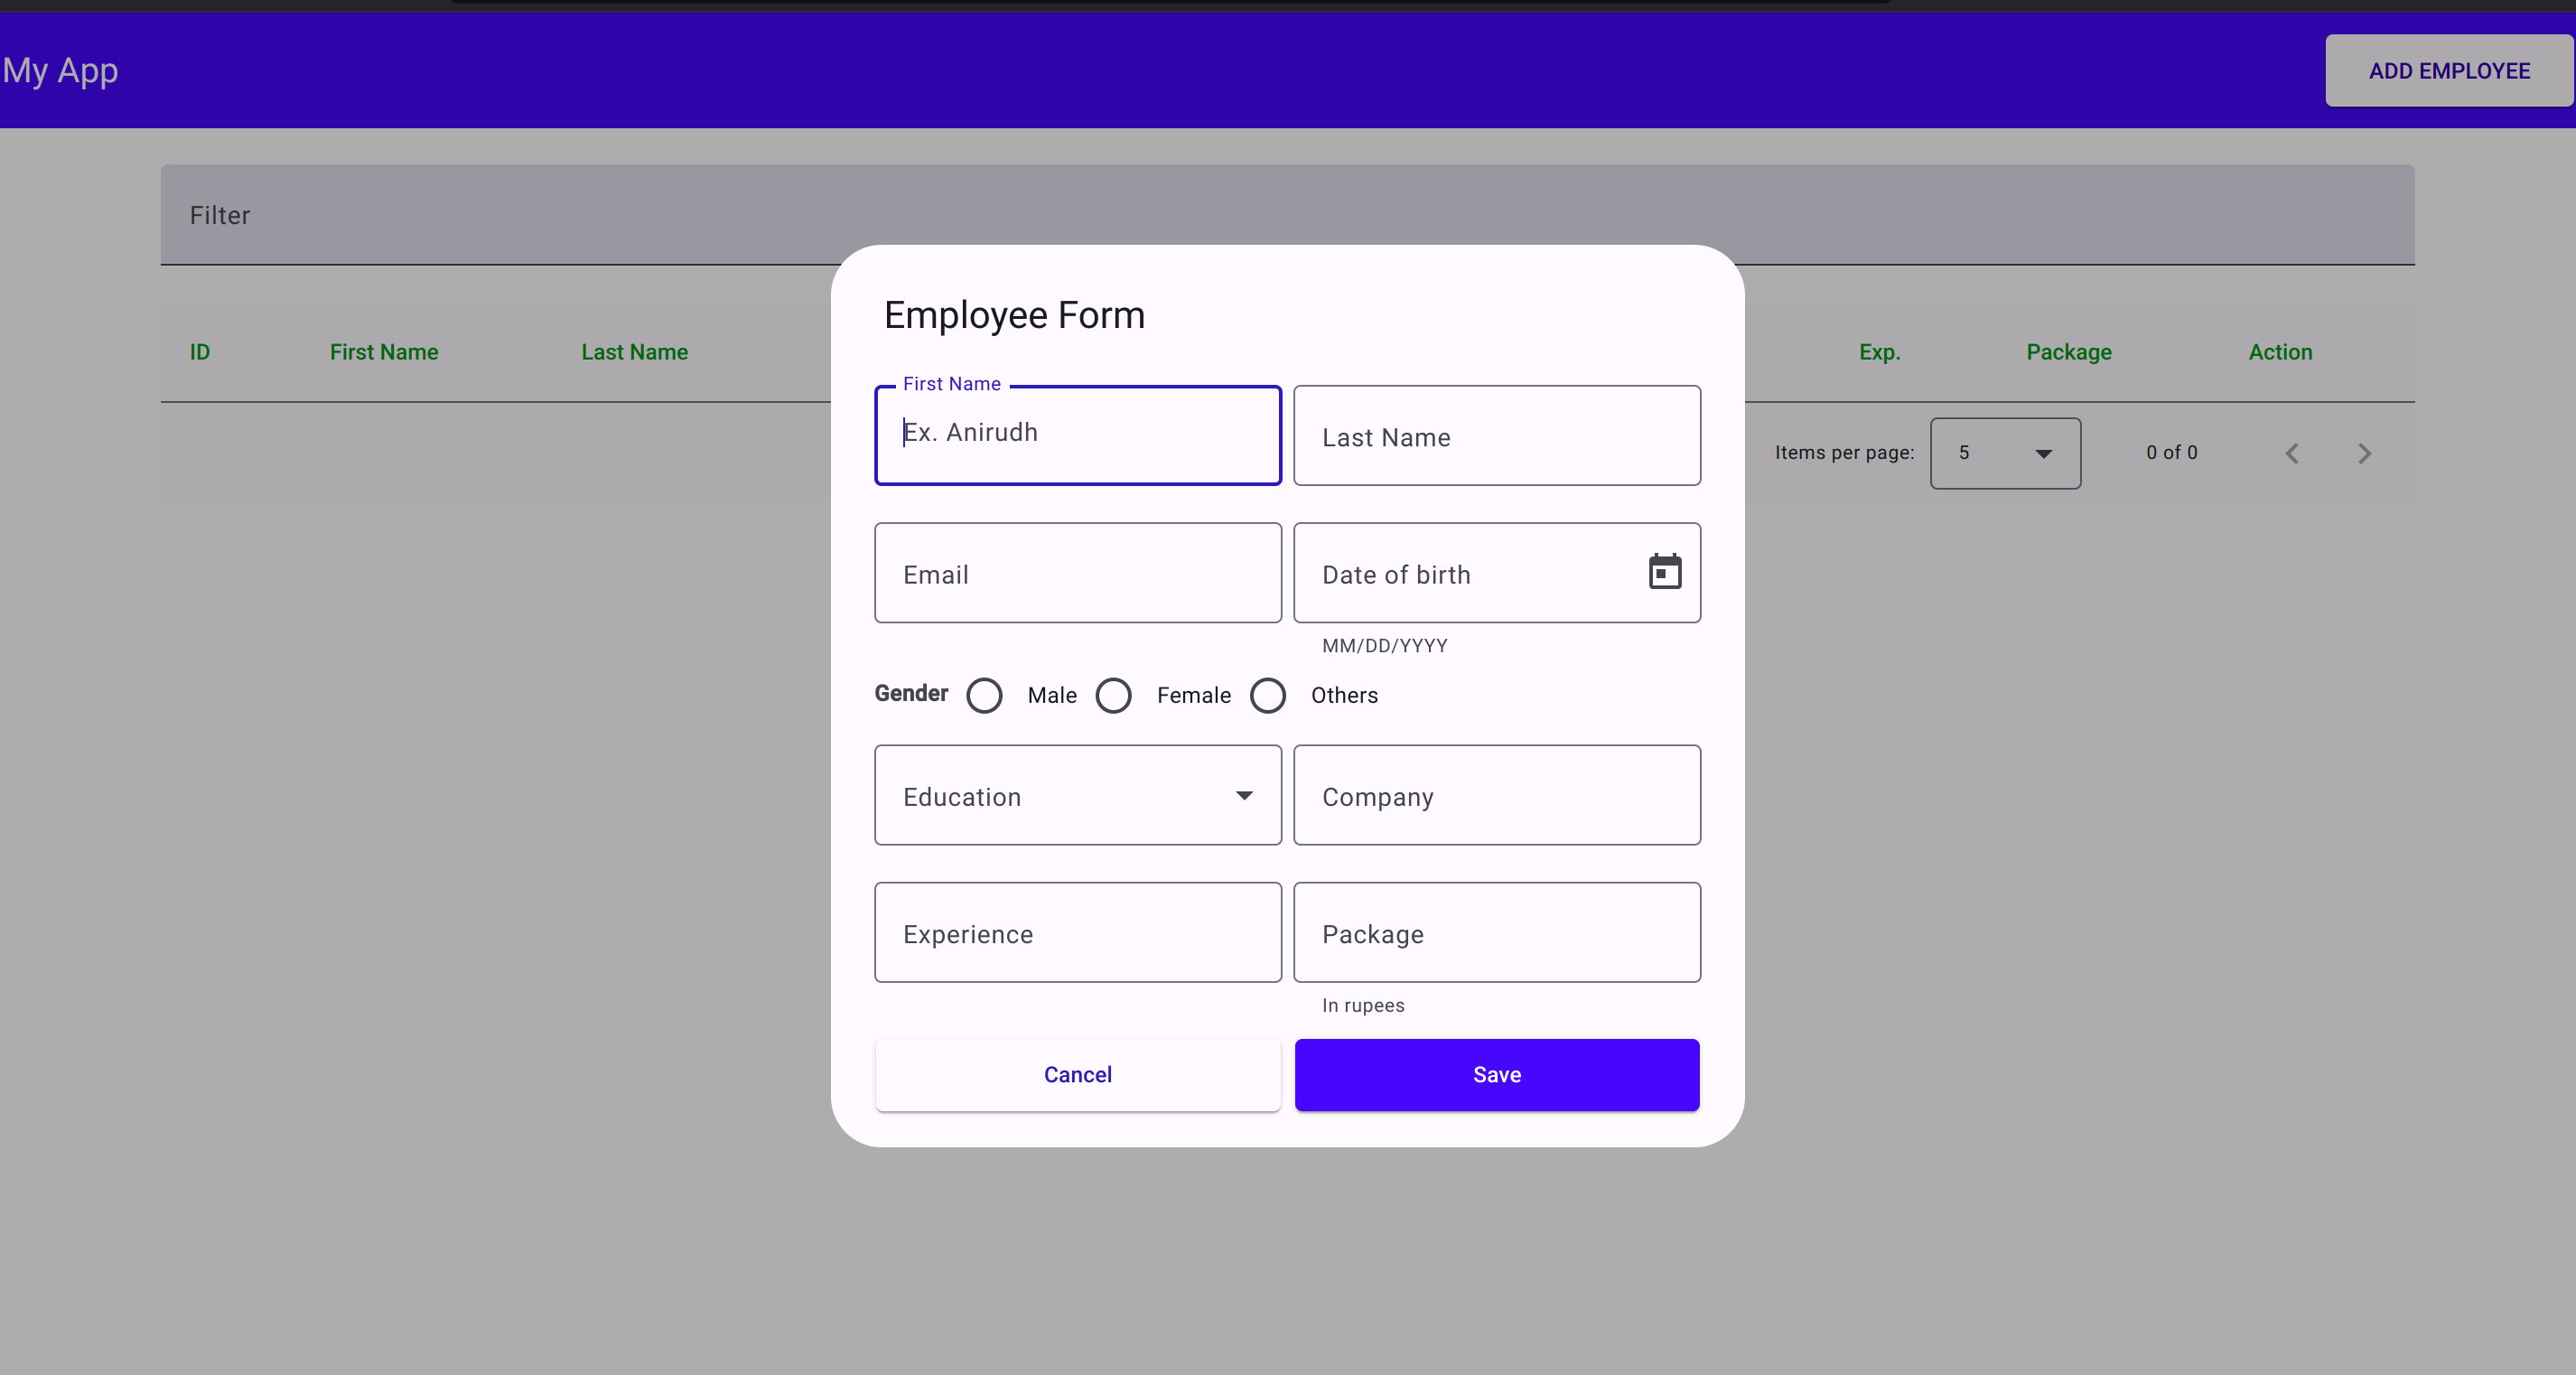 My App
ADD EMPLOYEE
Filter
ID First Name Last Name Exp. Package Action
Items per page: 5 0 of 0
Employee Form
First Name
Ex. Anirudh
Last Name
Email
Date of birth
MM/DD/YYYY
Gender Male Female Others
Education
Company
Experience
Package
In rupees
Cancel
Save